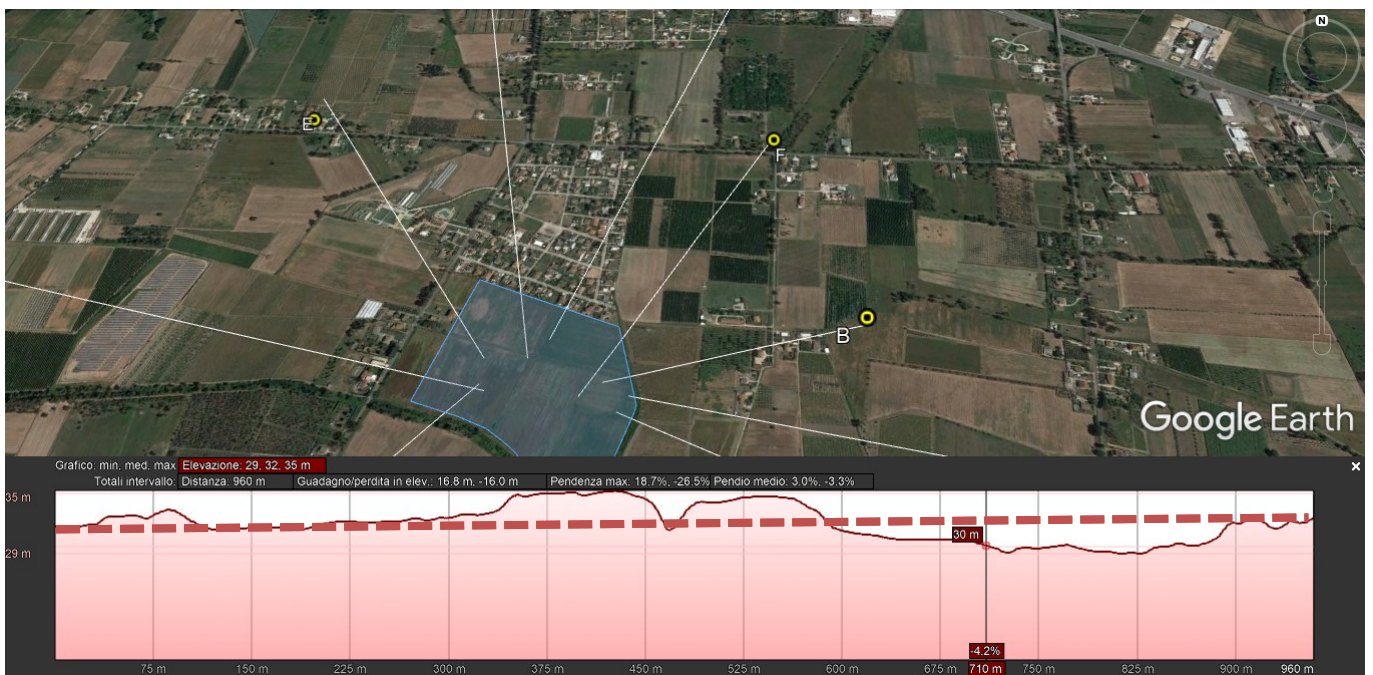 N
E
F
B
Google Earth
Grafico: min. med. max Elevazione: 29, 32, 35 m
Totali intervallo: Distanza. 960 m Guadagno/perdita in elev.: 16.8 m, -16.0 m Pendenza max: 18.7%, -26.5% Pendio medio: 3.0%, -3.3%
35 m
30 m
29 m
-4.2%
75 m 150 m 225 m 300 m 375 m 450 m 525 m 600 m 675 m 710 m 750 m 825 m 900 m 960 m